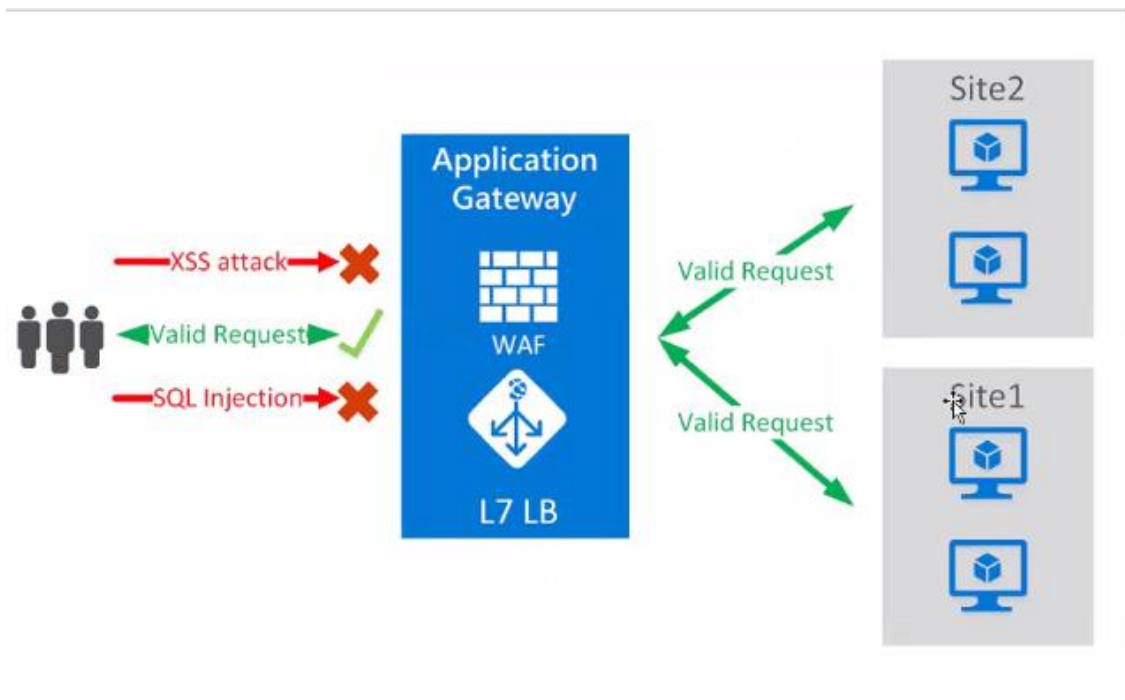 Site2
Application
Gateway
XSS attack
Valid Request
Valid Request
WAF
SQL Injection
Site1
Valid Request
L7 LB